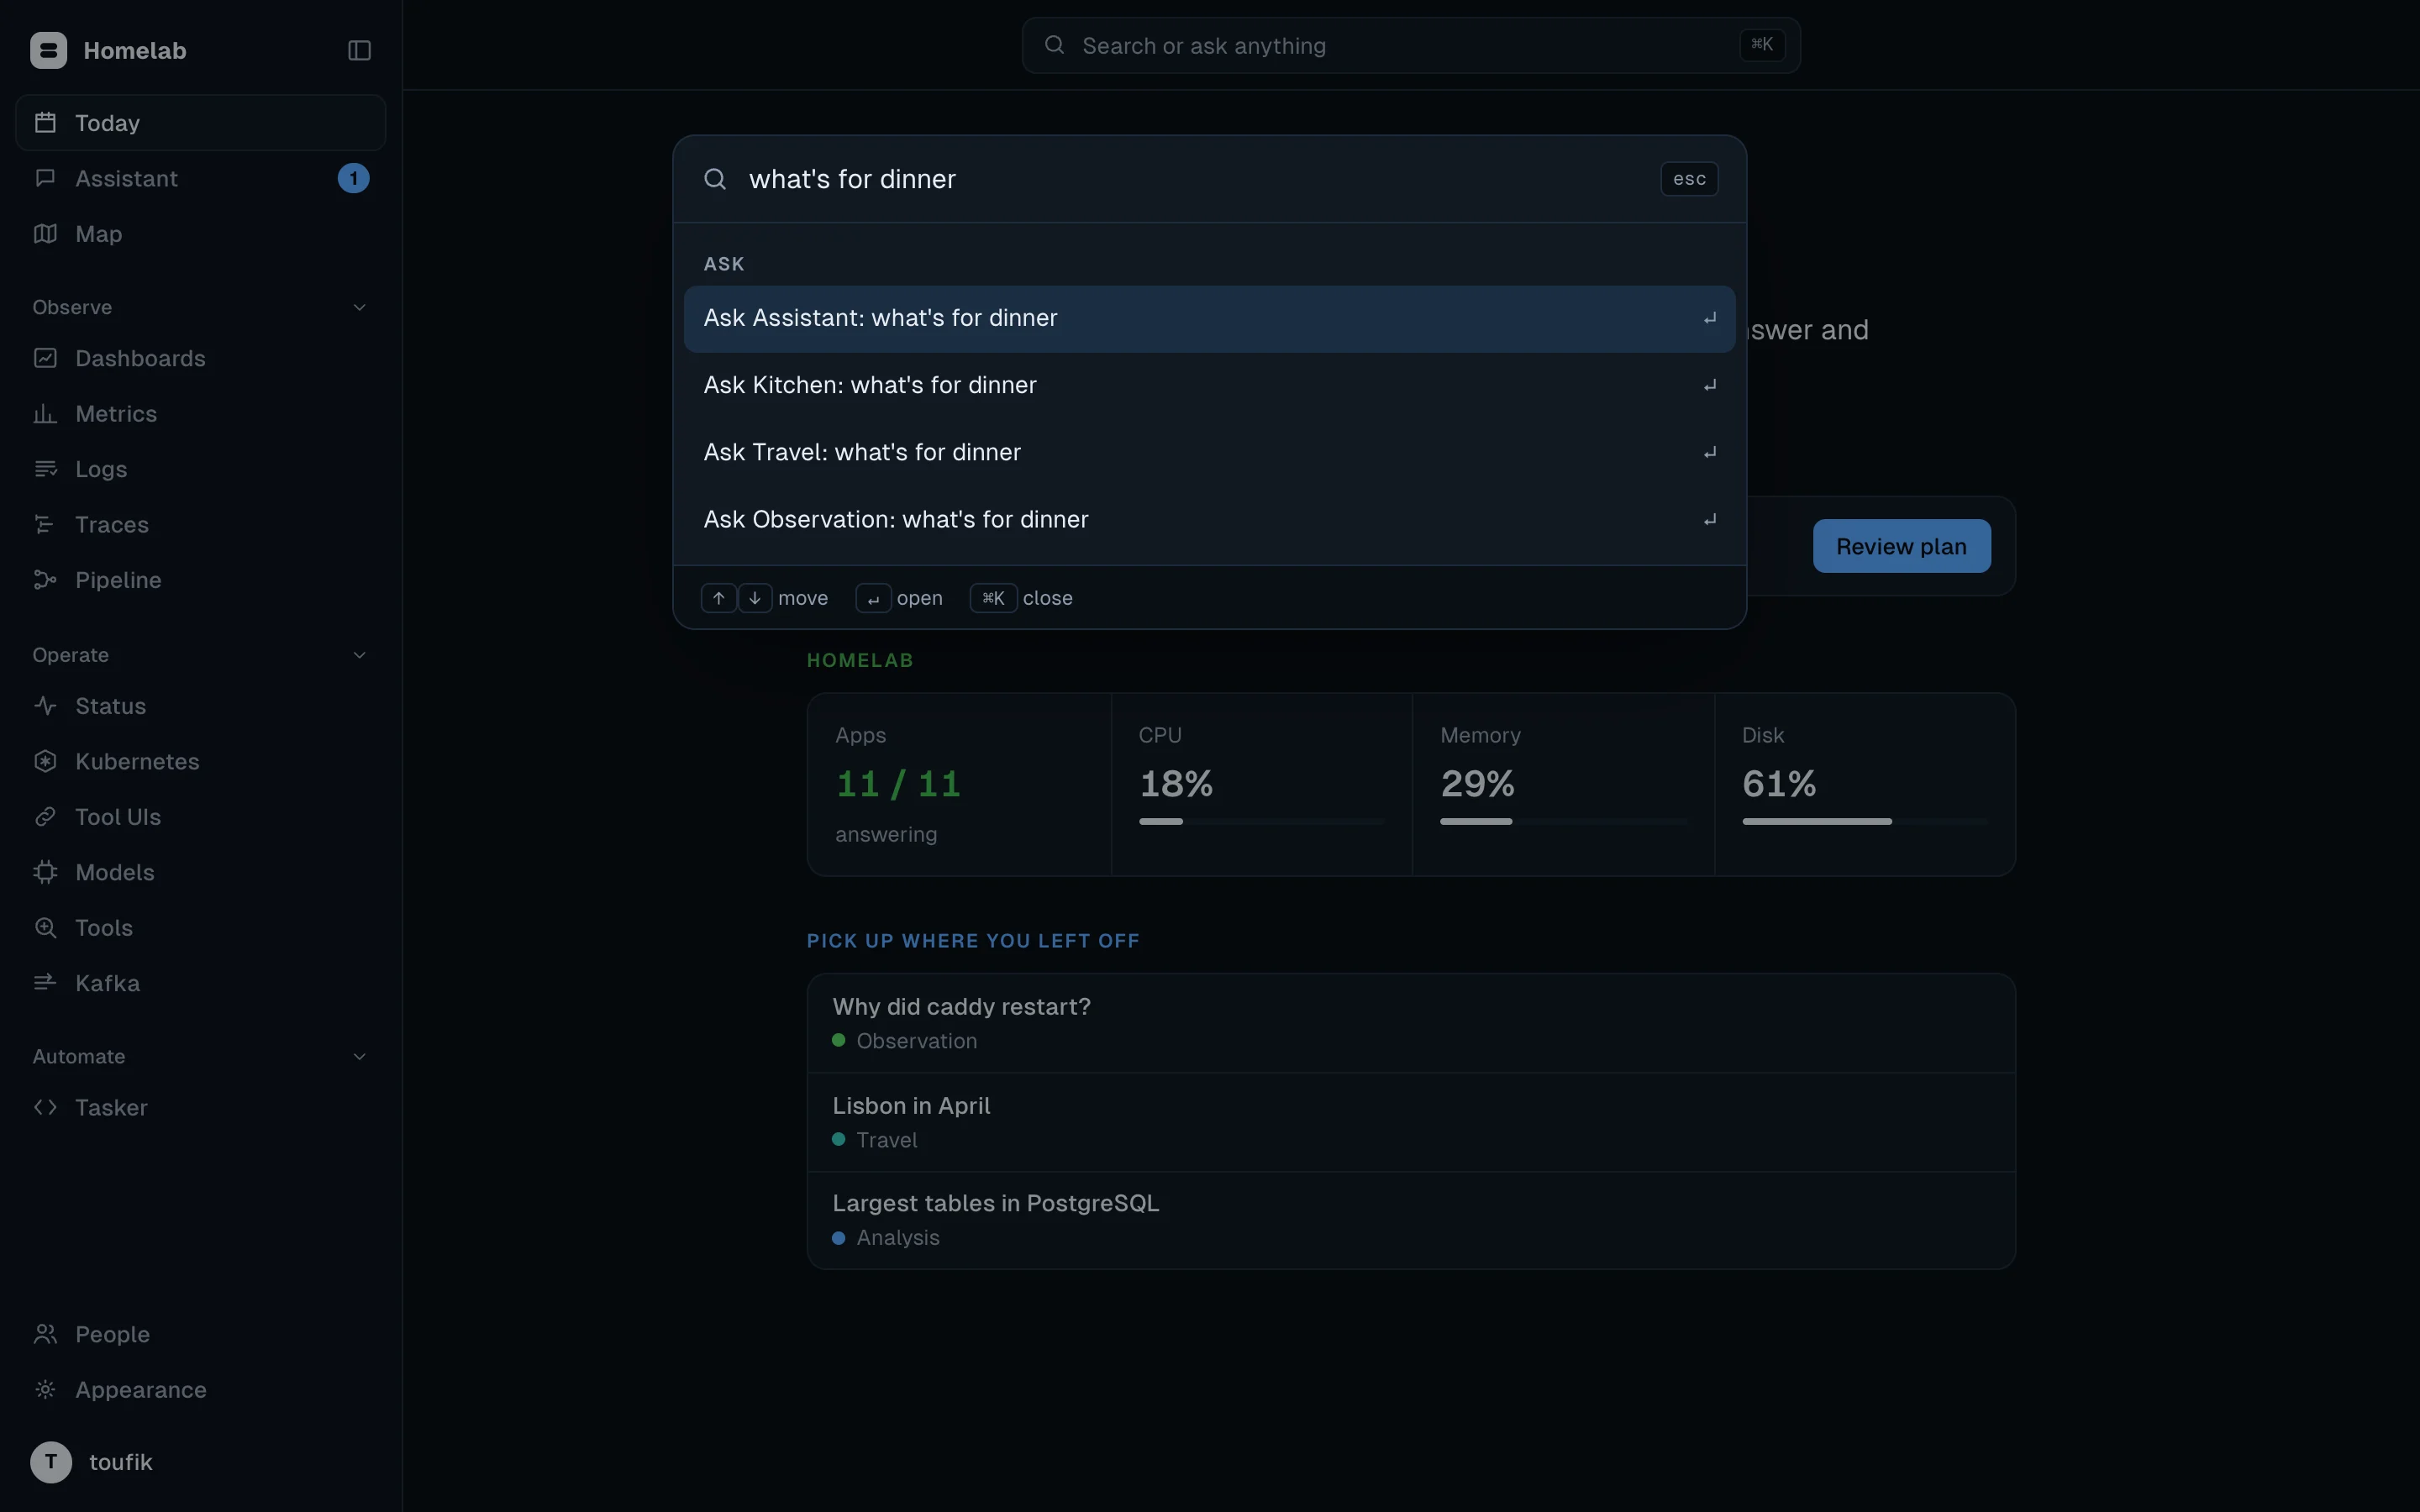 Homelab
Search or ask anything
⌘K
Today
Assistant
1
Map
Observe
Dashboards
Metrics
Logs
Traces
Pipeline
Operate
Status
Kubernetes
Tool UIs
Models
Tools
Kafka
Automate
Tasker
People
Appearance
T
toufik
what's for dinner
esc
ASK
Ask Assistant: what's for dinner
Ask Kitchen: what's for dinner
Ask Travel: what's for dinner
Ask Observation: what's for dinner
↑ ↓ move ↵ open ⌘K close
swer and
Review plan
HOMELAB
Apps
11 / 11
answering
CPU
18%
Memory
29%
Disk
61%
PICK UP WHERE YOU LEFT OFF
Why did caddy restart?
Observation
Lisbon in April
Travel
Largest tables in PostgreSQL
Analysis